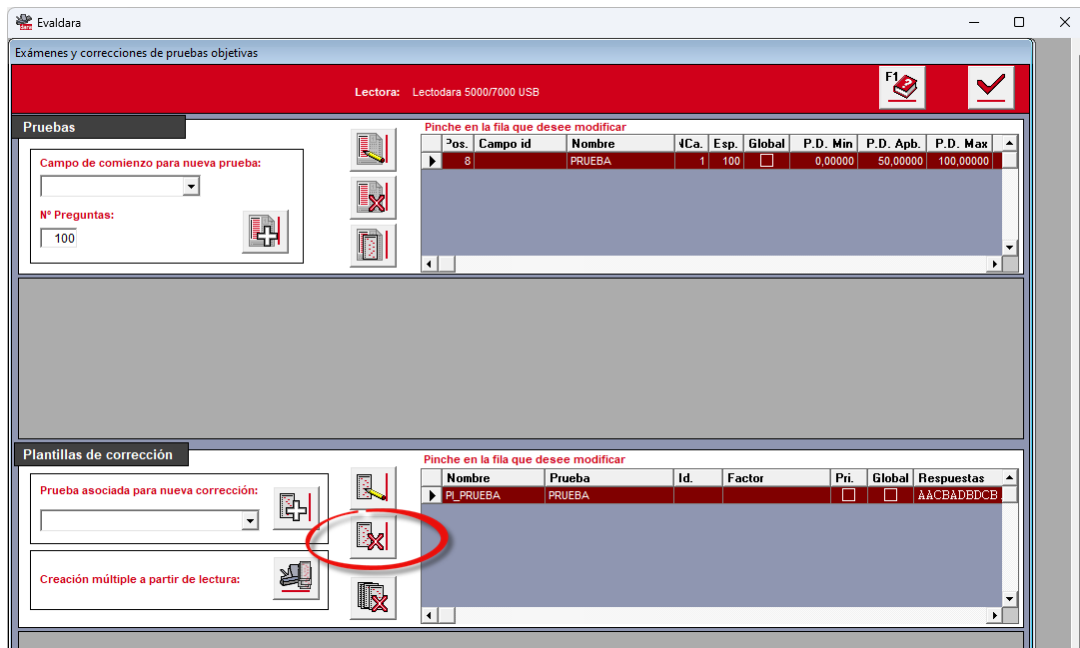 Evaldara
Exámenes y correcciones de pruebas objetivas
Lectora: Lectodara 5000/7000 USB
F1
Pruebas
Campo de comienzo para nueva prueba:
Nº Preguntas:
100
Pinche en la fila que desee modificar
Pos. Campo id Nombre NCa. Esp. Global P.D. Min P.D. Apb. P.D. Max
8 PRUEBA 1 100 0,00000 50,00000 100,00000
Plantillas de corrección
Prueba asociada para nueva corrección:
Creación múltiple a partir de lectura:
Pinche en la fila que desee modificar
Nombre Prueba Id. Factor Pri. Global Respuestas
Pl_PRUEBA PRUEBA AACBADBDCB